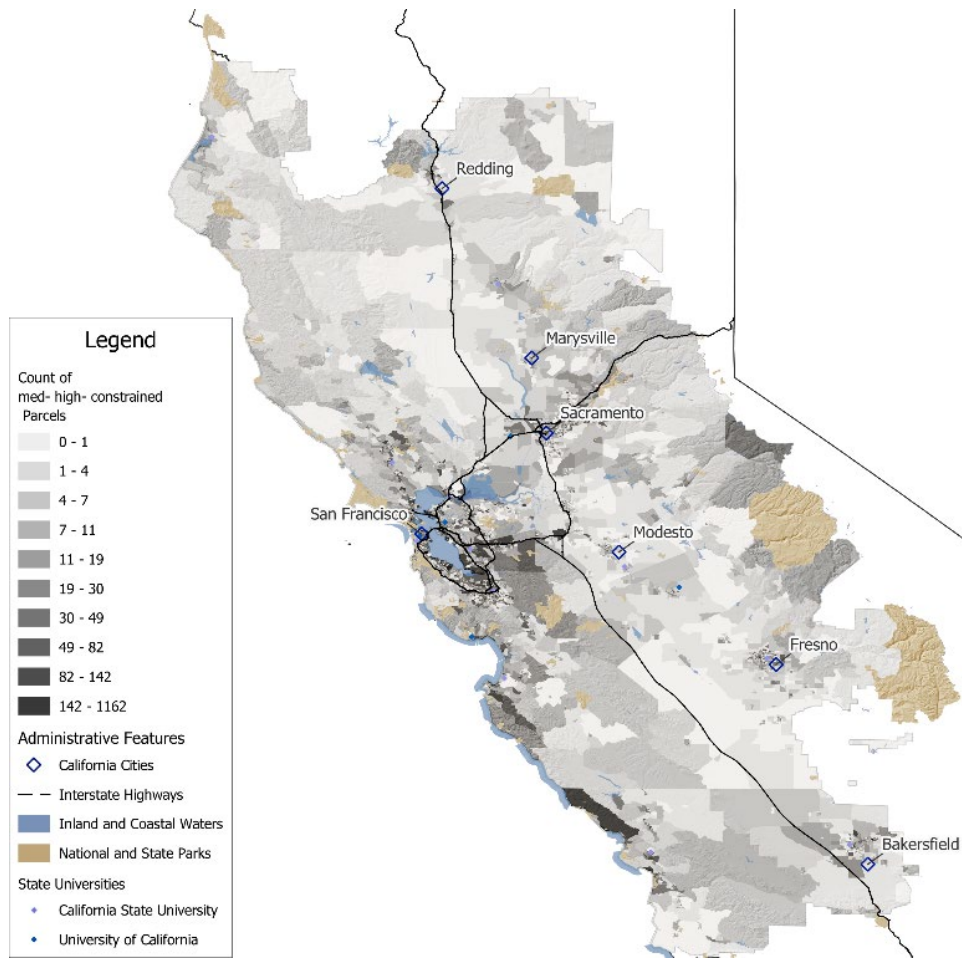 Redding
Marysville
Sacramento
San Francisco
Modesto
Fresno
Bakersfield
Legend
Count of
med- high- constrained
Parcels
0 - 1
1 - 4
4 - 7
7 - 11
11 - 19
19 - 30
30 - 49
49 - 82
82 - 142
142 - 1162
Administrative Features
California Cities
Interstate Highways
Inland and Coastal Waters
National and State Parks
State Universities
California State University
University of California